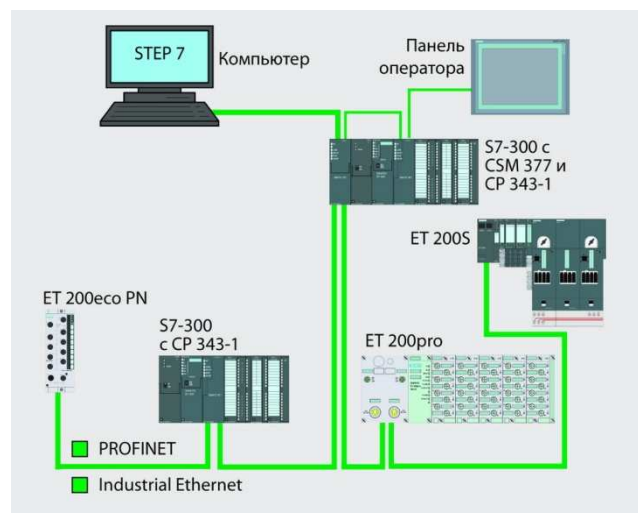 STEP 7
Компьютер
Панель
оператора
S7-300 с
CSM 377 и
CP 343-1
ET 200S
ET 200eco PN
S7-300
с CP 343-1
ET 200pro
PROFINET
Industrial Ethernet